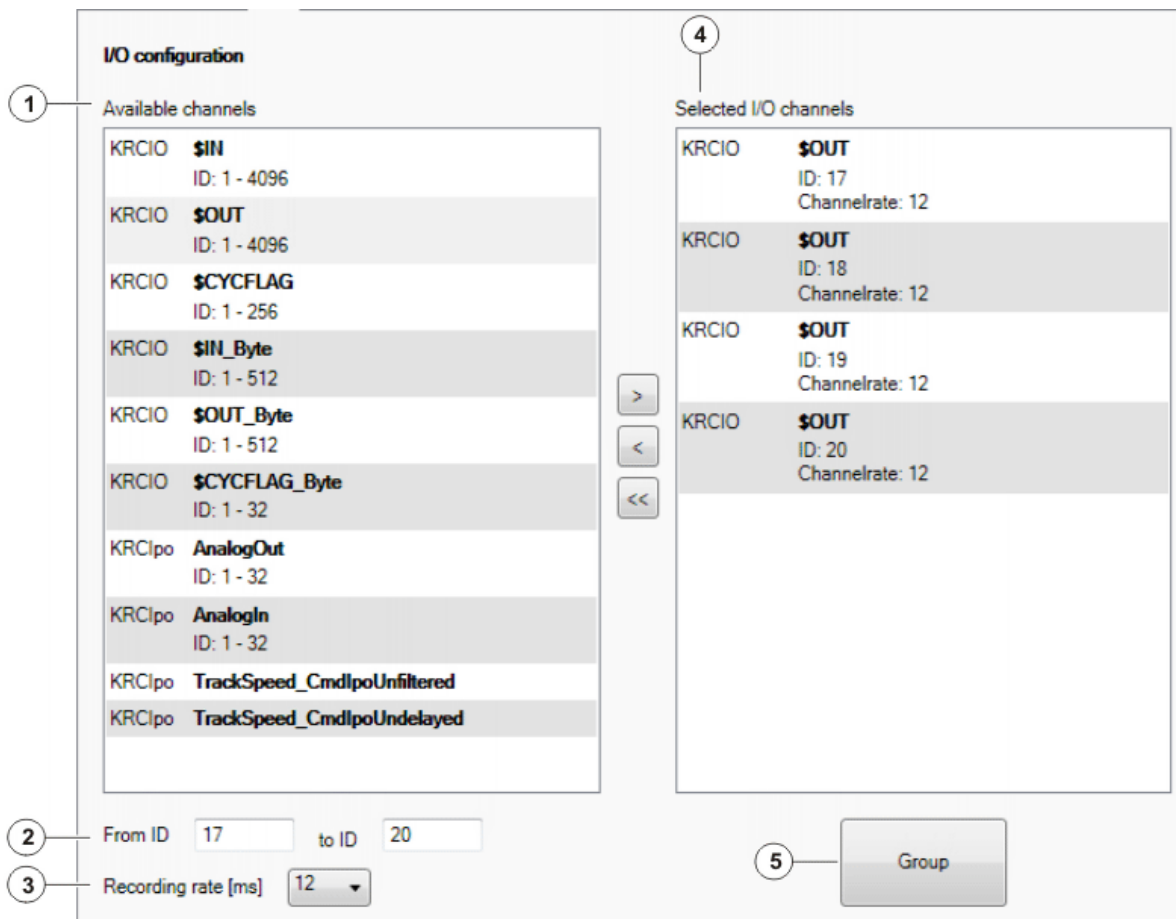 I/O configuration
4
1
Available channels
KRCIO $IN
ID: 1 - 4096
KRCIO $OUT
ID: 1 - 4096
KRCIO $CYCFLAG
ID: 1 - 256
KRCIO $IN_Byte
ID: 1 - 512
KRCIO $OUT_Byte
ID: 1 - 512
KRCIO $CYCFLAG_Byte
ID: 1 - 32
KRCIpo AnalogOut
ID: 1 - 32
KRCIpo AnalogIn
ID: 1 - 32
KRCIpo TrackSpeed_CmdIpoUnfiltered
KRCIpo TrackSpeed_CmdIpoUndelayed
>
<
<<
Selected I/O channels
KRCIO $OUT
ID: 17
Channelrate: 12
KRCIO $OUT
ID: 18
Channelrate: 12
KRCIO $OUT
ID: 19
Channelrate: 12
KRCIO $OUT
ID: 20
Channelrate: 12
2
From ID 17 to ID 20
3
Recording rate [ms] 12
5
Group